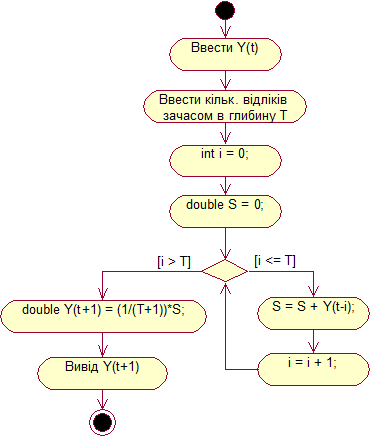 Ввести Y(t)
Ввести кільк. відліків
зачасом в глибину T
int i = 0;
double S = 0;
[i > T]
[i <= T]
double Y(t+1) = (1/(T+1))*S;
S = S + Y(t-i);
Вивід Y(t+1)
i = i + 1;